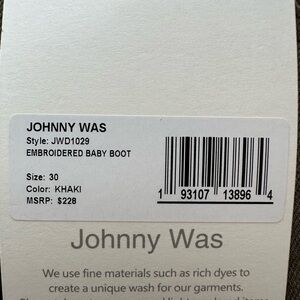 JOHNNY WAS
Style: JWD1029
EMBROIDERED BABY BOOT
Size: 30
Color: KHAKI
MSRP: $228
1 93107 13896 4
Johnny Was
We use fine materials such as rich dyes to
create a unique wash for our garments.